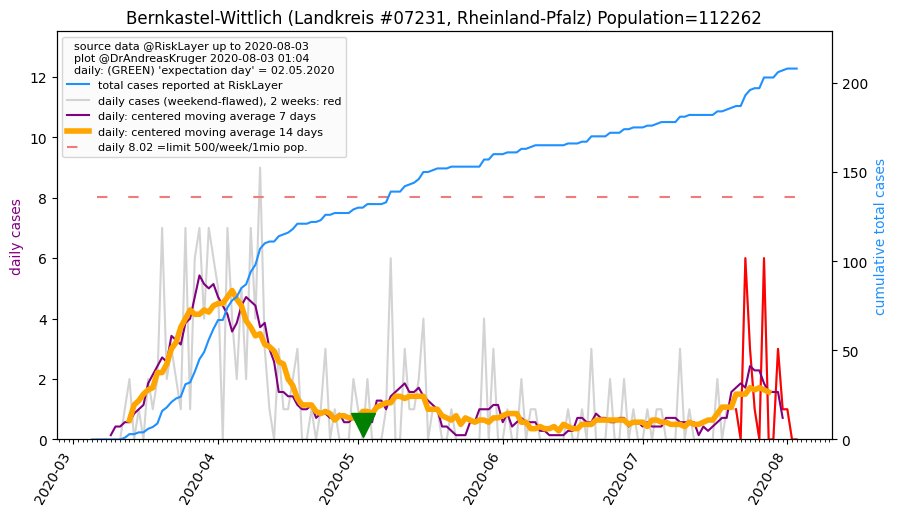 Bernkastel-Wittlich (Landkreis #07231, Rheinland-Pfalz) Population=112262
source data @RiskLayer up to 2020-08-03
plot @DrAndreasKruger 2020-08-03 01:04
daily: (GREEN) 'expectation day' = 02.05.2020
total cases reported at RiskLayer
daily cases (weekend-flawed), 2 weeks: red
daily: centered moving average 7 days
daily: centered moving average 14 days
daily 8.02 =limit 500/week/1mio pop.
daily cases
0
2
4
6
8
10
12
cumulative total cases
0
50
100
150
200
2020-03
2020-04
2020-05
2020-06
2020-07
2020-08